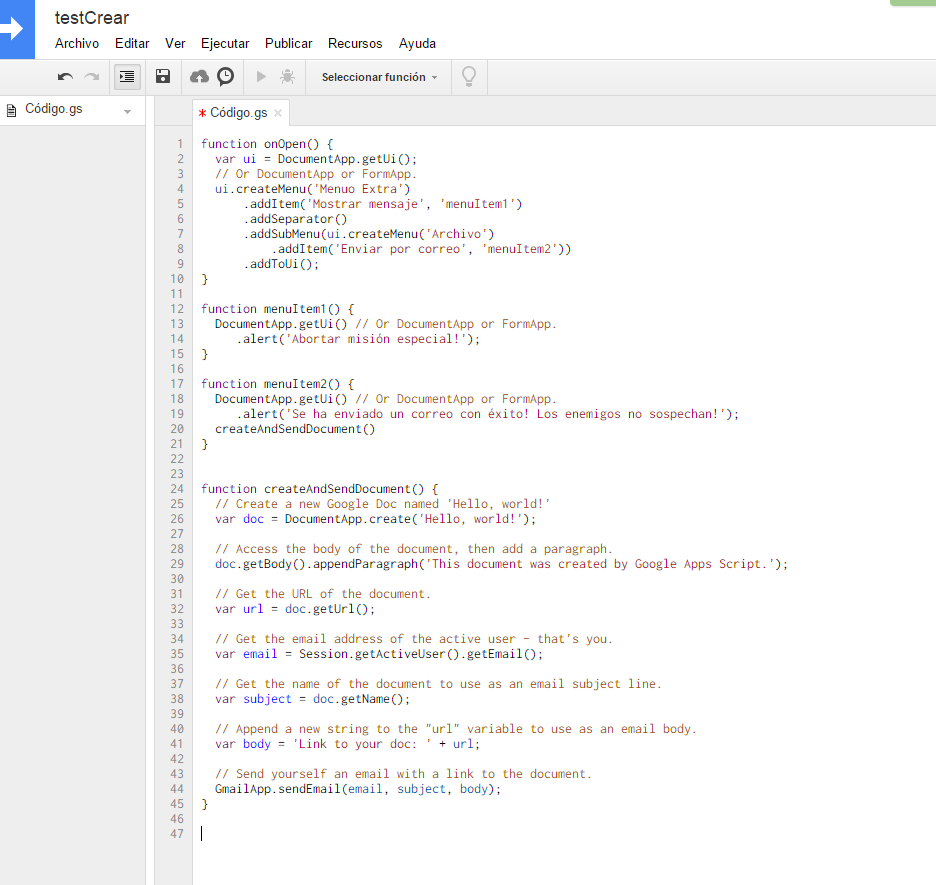 testCrear
Archivo Editar Ver Ejecutar Publicar Recursos Ayuda
Seleccionar función
Código.gs
* Código.gs ×
1 function onOpen() {
2 var ui = DocumentApp.getUi();
3 // Or DocumentApp or FormApp.
4 ui.createMenu('Menuo Extra')
5 .addItem('Mostrar mensaje', 'menuItem1')
6 .addSeparator()
7 .addSubMenu(ui.createMenu('Archivo')
8 .addItem('Enviar por correo', 'menuItem2'))
9 .addToUi();
10 }
11
12 function menuItem1() {
13 DocumentApp.getUi() // Or DocumentApp or FormApp.
14 .alert('Abortar misión especial!');
15 }
16
17 function menuItem2() {
18 DocumentApp.getUi() // Or DocumentApp or FormApp.
19 .alert('Se ha enviado un correo con éxito! Los enemigos no sospechan!');
20 createAndSendDocument()
21 }
22
23
24 function createAndSendDocument() {
25 // Create a new Google Doc named 'Hello, world!'
26 var doc = DocumentApp.create('Hello, world!');
27
28 // Access the body of the document, then add a paragraph.
29 doc.getBody().appendParagraph('This document was created by Google Apps Script.');
30
31 // Get the URL of the document.
32 var url = doc.getUrl();
33
34 // Get the email address of the active user - that's you.
35 var email = Session.getActiveUser().getEmail();
36
37 // Get the name of the document to use as an email subject line.
38 var subject = doc.getName();
39
40 // Append a new string to the "url" variable to use as an email body.
41 var body = 'Link to your doc: ' + url;
42
43 // Send yourself an email with a link to the document.
44 GmailApp.sendEmail(email, subject, body);
45 }
46
47